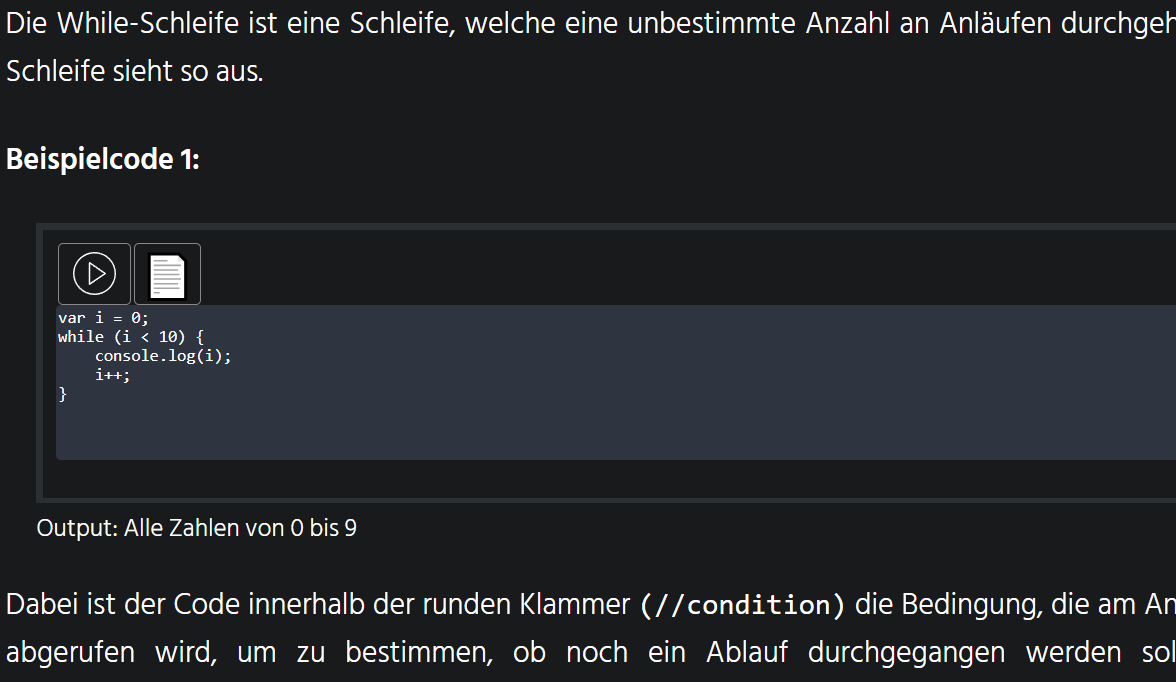 Die While-Schleife ist eine Schleife, welche eine unbestimmte Anzahl an Anläufen durchgeh
Schleife sieht so aus.
Beispielcode 1:
var i = 0;
while (i < 10) {
    console.log(i);
    i++;
}
Output: Alle Zahlen von 0 bis 9
Dabei ist der Code innerhalb der runden Klammer (//condition) die Bedingung, die am An
abgerufen wird, um zu bestimmen, ob noch ein Ablauf durchgegangen werden sol